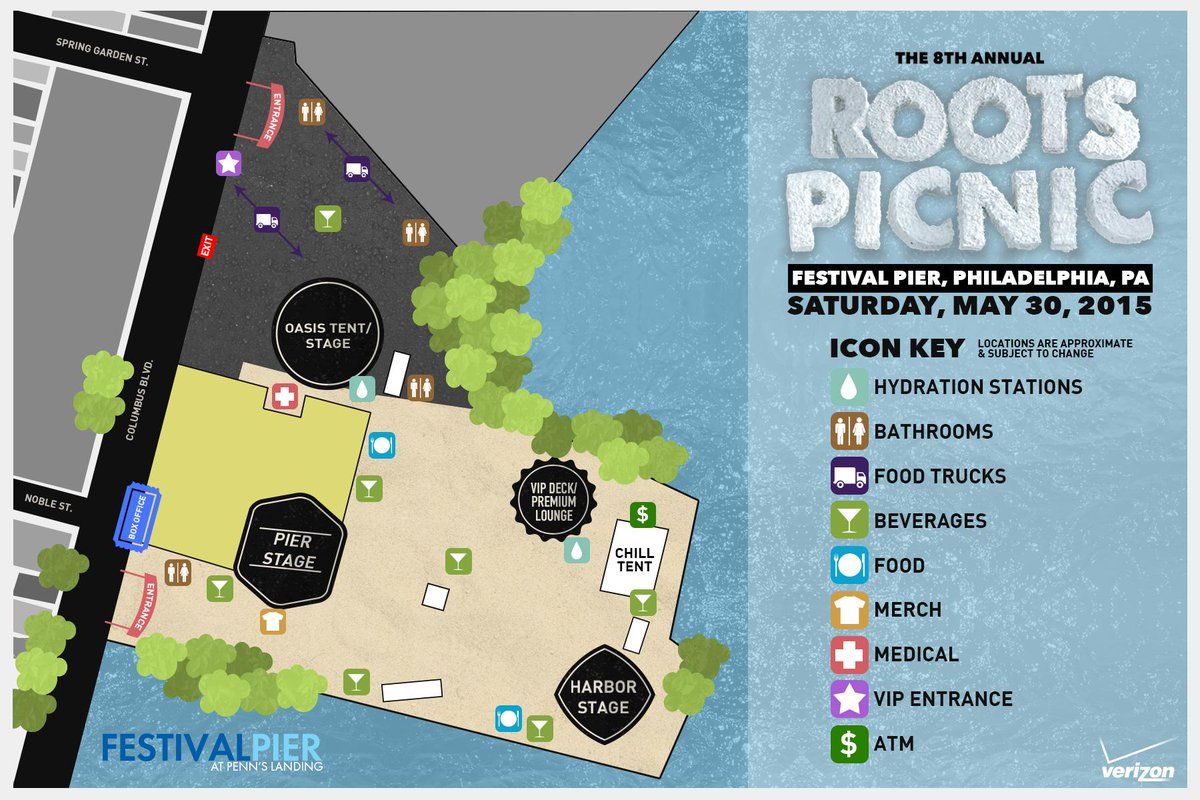 SPRING GARDEN ST.
ENTRANCE
EXIT
OASIS TENT/
STAGE
COLUMBUS BLVD.
NOBLE ST.
BOX OFFICE
PIER
STAGE
VIP DECK/
PREMIUM
LOUNGE
$
CHILL
TENT
ENTRANCE
HARBOR
STAGE
FESTIVALPIER
AT PENN'S LANDING
THE 8TH ANNUAL
ROOTS
PICNIC
FESTIVAL PIER, PHILADELPHIA, PA
SATURDAY, MAY 30, 2015
ICON KEY
LOCATIONS ARE APPROXIMATE
& SUBJECT TO CHANGE
HYDRATION STATIONS
BATHROOMS
FOOD TRUCKS
BEVERAGES
FOOD
MERCH
MEDICAL
VIP ENTRANCE
$ ATM
verizon